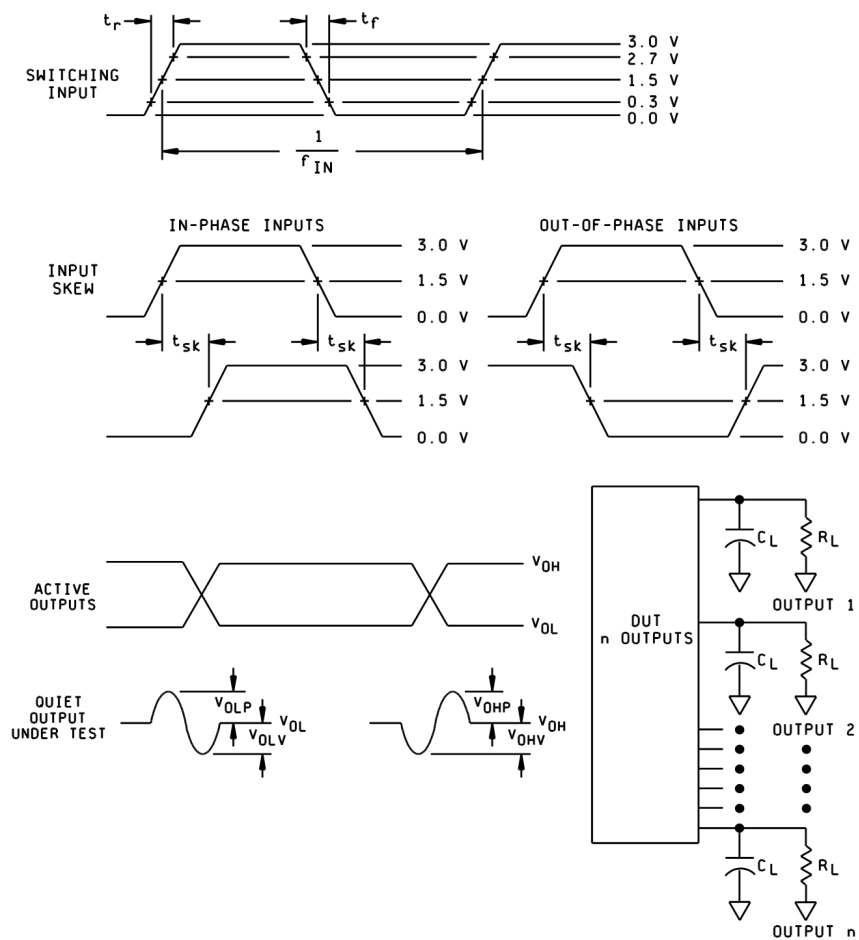 t_r
t_f
SWITCHING
INPUT
3.0 V
2.7 V
1.5 V
0.3 V
0.0 V
1
f_IN
IN-PHASE INPUTS
OUT-OF-PHASE INPUTS
INPUT
SKEW
3.0 V
1.5 V
0.0 V
3.0 V
1.5 V
0.0 V
t_sk
t_sk
t_sk
t_sk
3.0 V
1.5 V
0.0 V
3.0 V
1.5 V
0.0 V
ACTIVE
OUTPUTS
V_OH
V_OL
QUIET
OUTPUT
UNDER TEST
V_OLP
V_OL
V_OLV
V_OHP
V_OH
V_OHV
DUT
n OUTPUTS
C_L
R_L
OUTPUT 1
C_L
R_L
OUTPUT 2
C_L
R_L
OUTPUT n